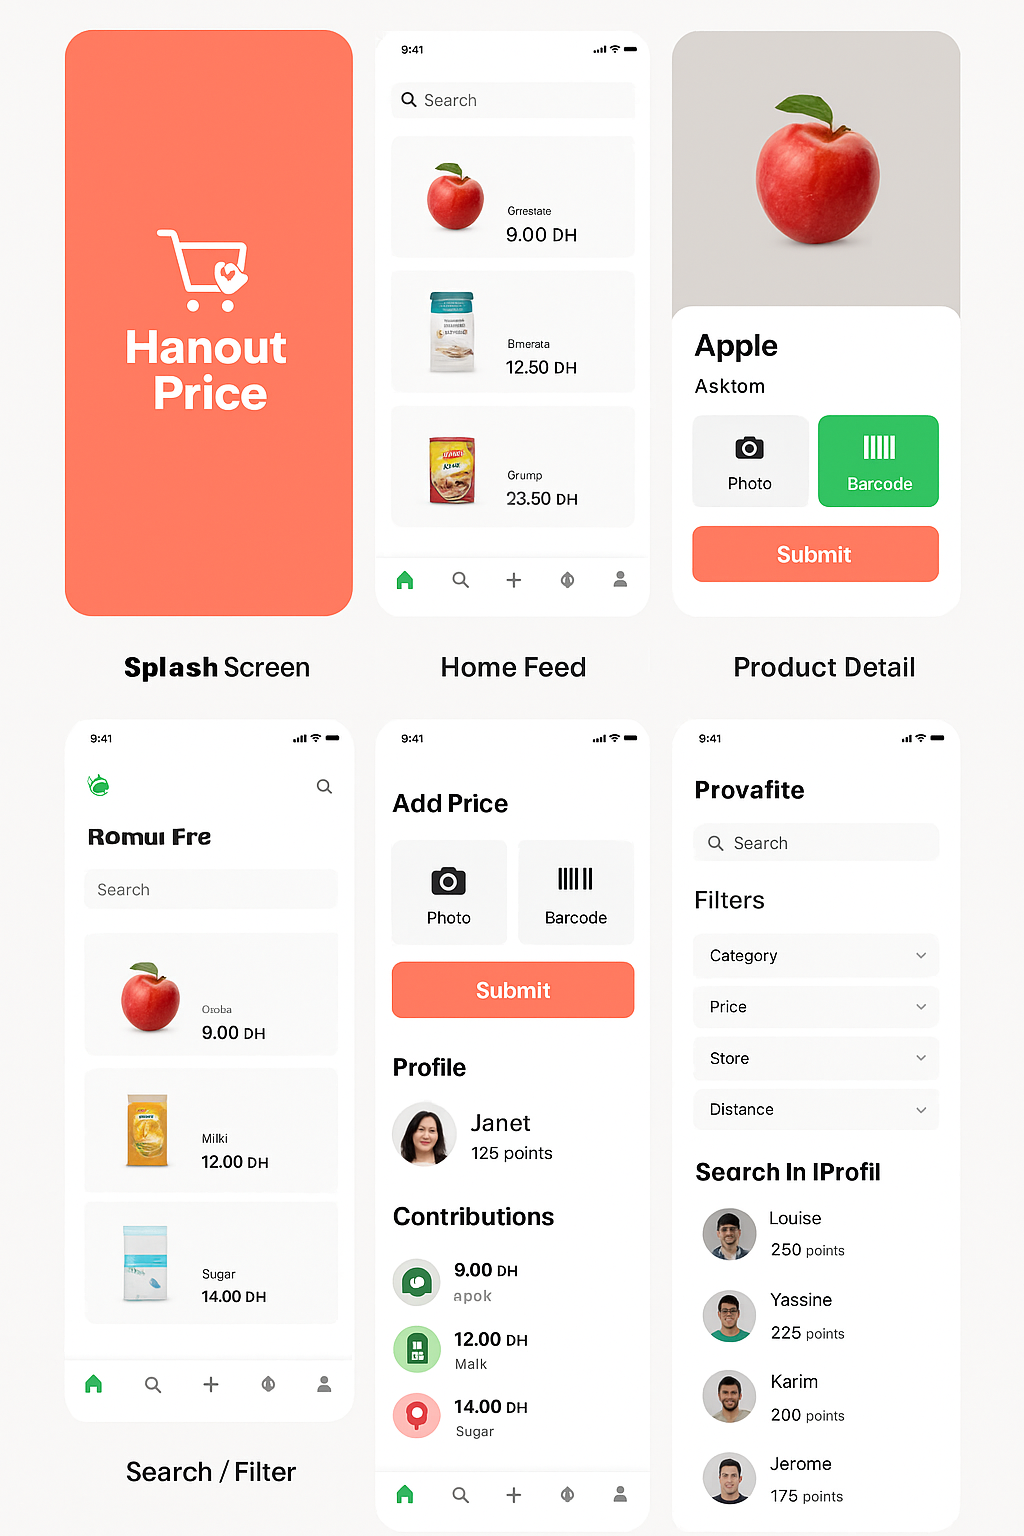 Hanout
Price
Splash Screen
9:41
Search
Grrestate
9.00 DH
Bmerata
12.50 DH
Grump
23.50 DH
Home Feed
Apple
Asktom
Photo
Barcode
Submit
Product Detail
9:41
Romuı Fre
Search
Oroba
9.00 DH
Milki
12.00 DH
Sugar
14.00 DH
Search / Filter
9:41
Add Price
Photo
Barcode
Submit
Profile
Janet
125 points
Contributions
9.00 DH
apok
12.00 DH
Malk
14.00 DH
Sugar
9:41
Provafite
Search
Filters
Category
Price
Store
Distance
Search In lProfil
Louise
250 points
Yassine
225 points
Karim
200 points
Jerome
175 points